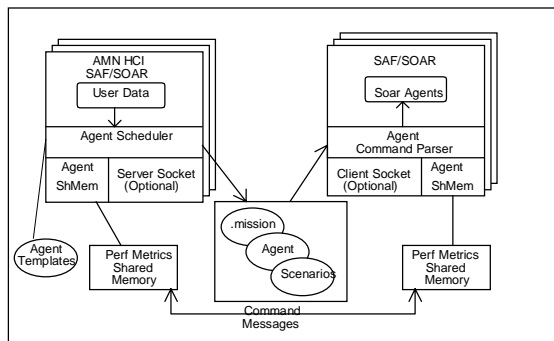 AMN HCI
SAF/SOAR
User Data
Agent Scheduler
Agent
ShMem
Server Socket
(Optional)
SAF/SOAR
Soar Agents
Agent
Command Parser
Client Socket
(Optional)
Agent
ShMem
Agent
Templates
Perf Metrics
Shared
Memory
.mission
Agent
Scenarios
Perf Metrics
Shared
Memory
Command
Messages